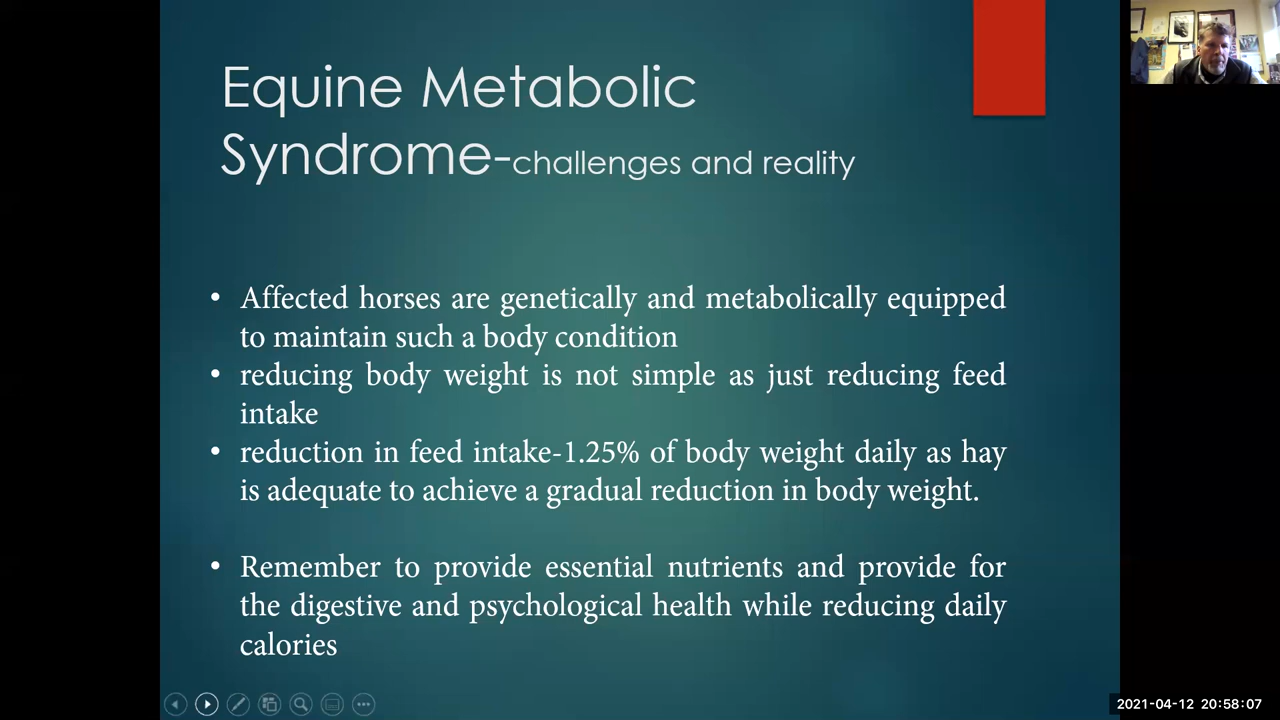 Equine Metabolic
Syndrome-challenges and reality
• Affected horses are genetically and metabolically equipped
to maintain such a body condition
• reducing body weight is not simple as just reducing feed
intake
• reduction in feed intake-1.25% of body weight daily as hay
is adequate to achieve a gradual reduction in body weight.
• Remember to provide essential nutrients and provide for
the digestive and psychological health while reducing daily
calories
2021-04-12 20:58:07